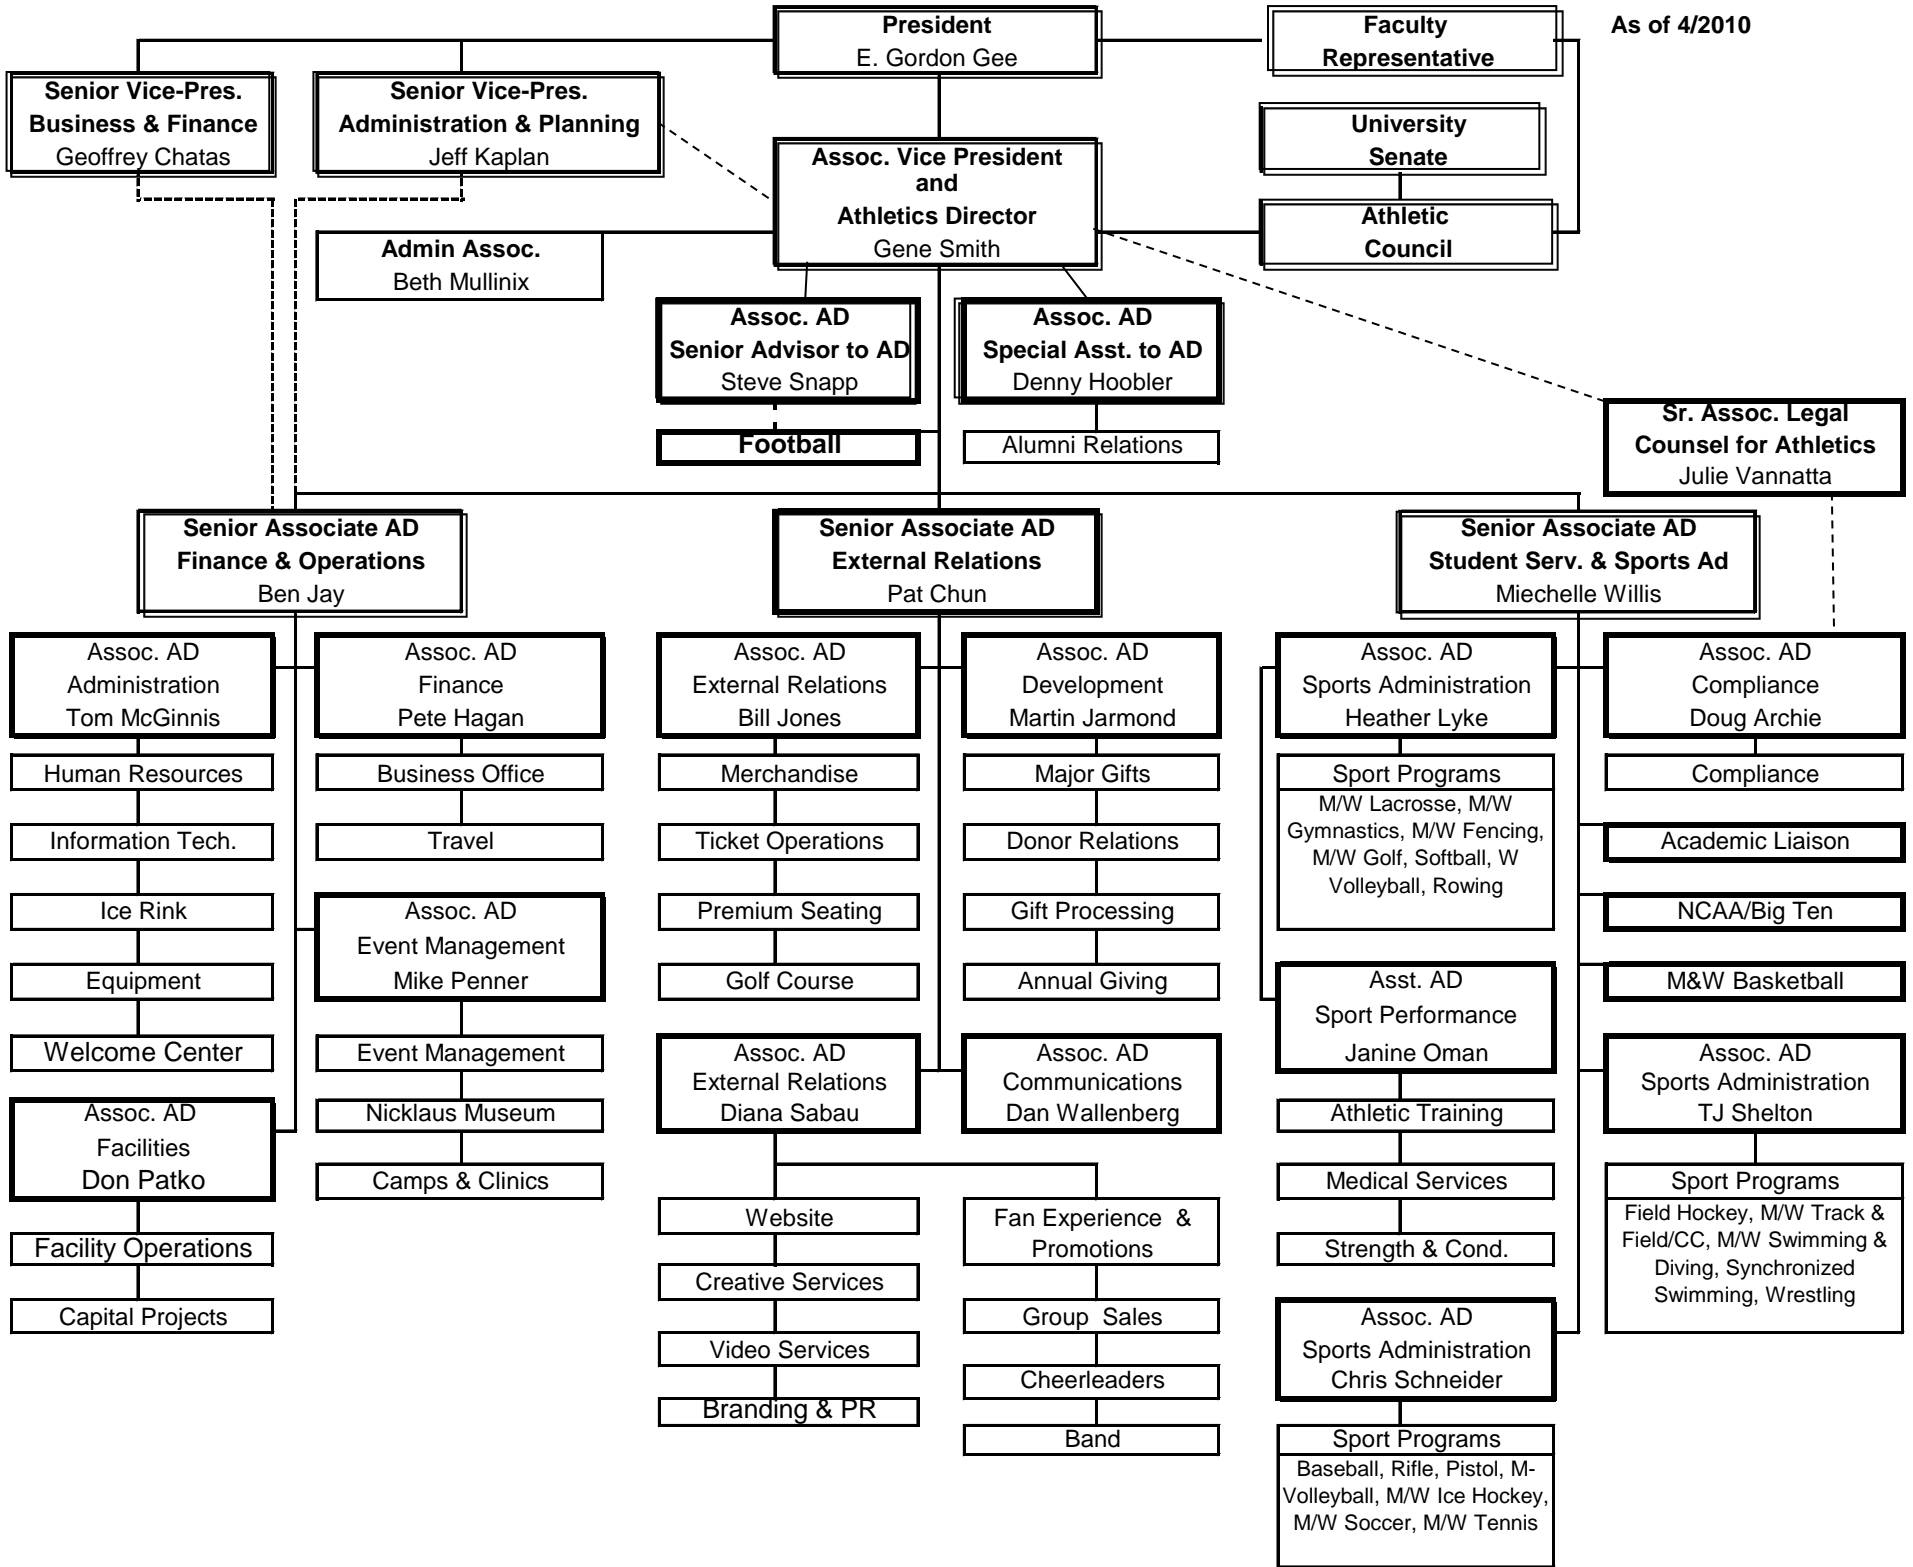 President
E. Gordon Gee
Faculty
Representative
As of 4/2010
Senior Vice-Pres.
Business & Finance
Geoffrey Chatas
Senior Vice-Pres.
Administration & Planning
Jeff Kaplan
University
Senate
Assoc. Vice President
and
Athletics Director
Gene Smith
Athletic
Council
Admin Assoc.
Beth Mullinix
Assoc. AD
Senior Advisor to AD
Steve Snapp
Assoc. AD
Special Asst. to AD
Denny Hoobler
Football
Alumni Relations
Sr. Assoc. Legal
Counsel for Athletics
Julie Vannatta
Senior Associate AD
Finance & Operations
Ben Jay
Senior Associate AD
External Relations
Pat Chun
Senior Associate AD
Student Serv. & Sports Ad
Miechelle Willis
Assoc. AD
Administration
Tom McGinnis
Human Resources
Information Tech.
Ice Rink
Equipment
Welcome Center
Assoc. AD
Facilities
Don Patko
Facility Operations
Capital Projects
Assoc. AD
Finance
Pete Hagan
Business Office
Travel
Assoc. AD
Event Management
Mike Penner
Event Management
Nicklaus Museum
Camps & Clinics
Assoc. AD
External Relations
Bill Jones
Merchandise
Ticket Operations
Premium Seating
Golf Course
Assoc. AD
External Relations
Diana Sabau
Website
Creative Services
Video Services
Branding & PR
Assoc. AD
Development
Martin Jarmond
Major Gifts
Donor Relations
Gift Processing
Annual Giving
Assoc. AD
Communications
Dan Wallenberg
Fan Experience &
Promotions
Group Sales
Cheerleaders
Band
Assoc. AD
Sports Administration
Heather Lyke
Sport Programs
M/W Lacrosse, M/W
Gymnastics, M/W Fencing,
M/W Golf, Softball, W
Volleyball, Rowing
Asst. AD
Sport Performance
Janine Oman
Athletic Training
Medical Services
Strength & Cond.
Assoc. AD
Sports Administration
Chris Schneider
Sport Programs
Baseball, Rifle, Pistol, M-
Volleyball, M/W Ice Hockey,
M/W Soccer, M/W Tennis
Assoc. AD
Compliance
Doug Archie
Compliance
Academic Liaison
NCAA/Big Ten
M&W Basketball
Assoc. AD
Sports Administration
TJ Shelton
Sport Programs
Field Hockey, M/W Track &
Field/CC, M/W Swimming &
Diving, Synchronized
Swimming, Wrestling